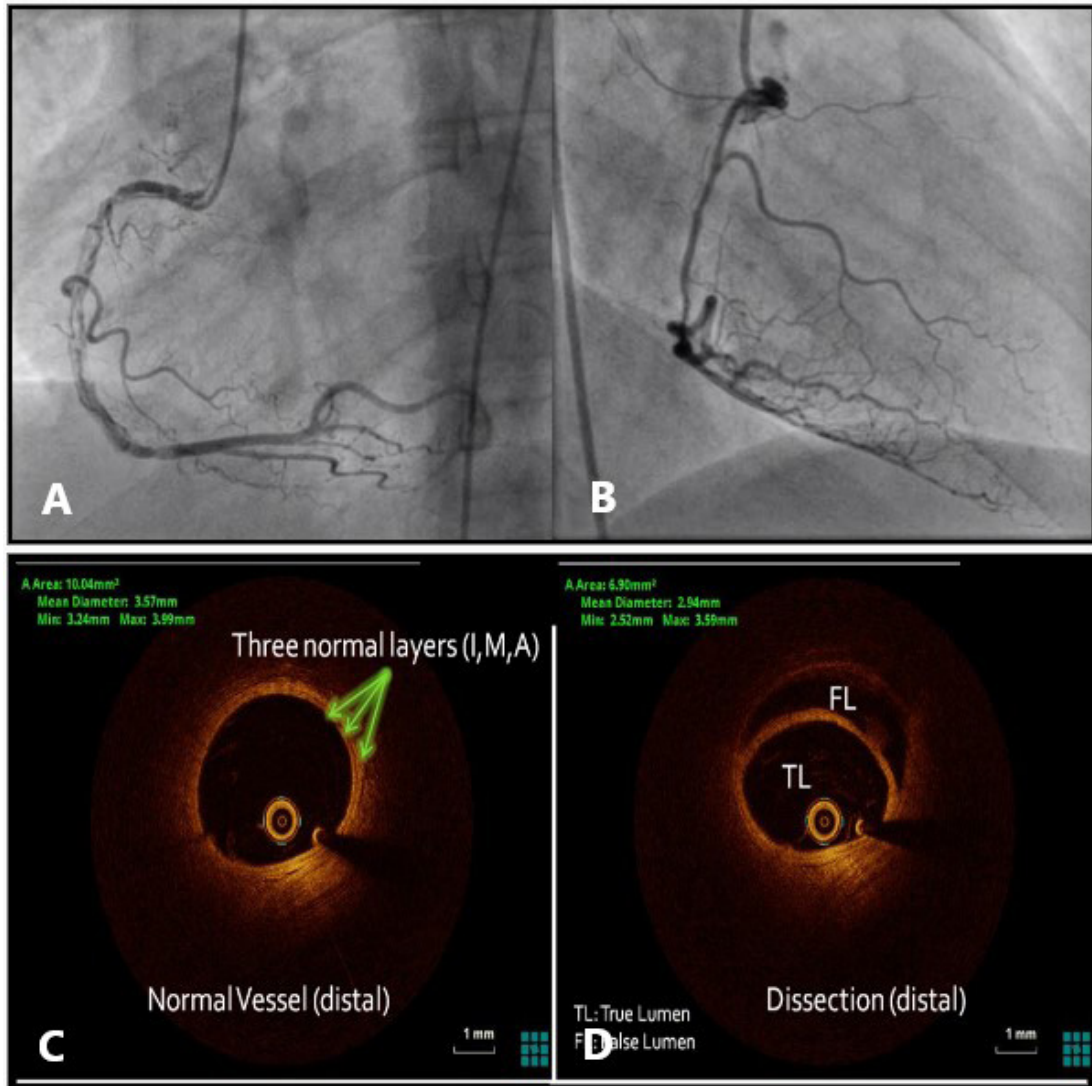 A
B
A Area: 10.04mm²
Mean Diameter: 3.57mm
Min: 3.24mm Max: 3.99mm
Three normal layers (I,M,A)
Normal Vessel (distal)
1 mm
C
A Area: 6.90mm²
Mean Diameter: 2.94mm
Min: 2.52mm Max: 3.59mm
FL
TL
Dissection (distal)
TL: True Lumen
F alse Lumen
1 mm
D